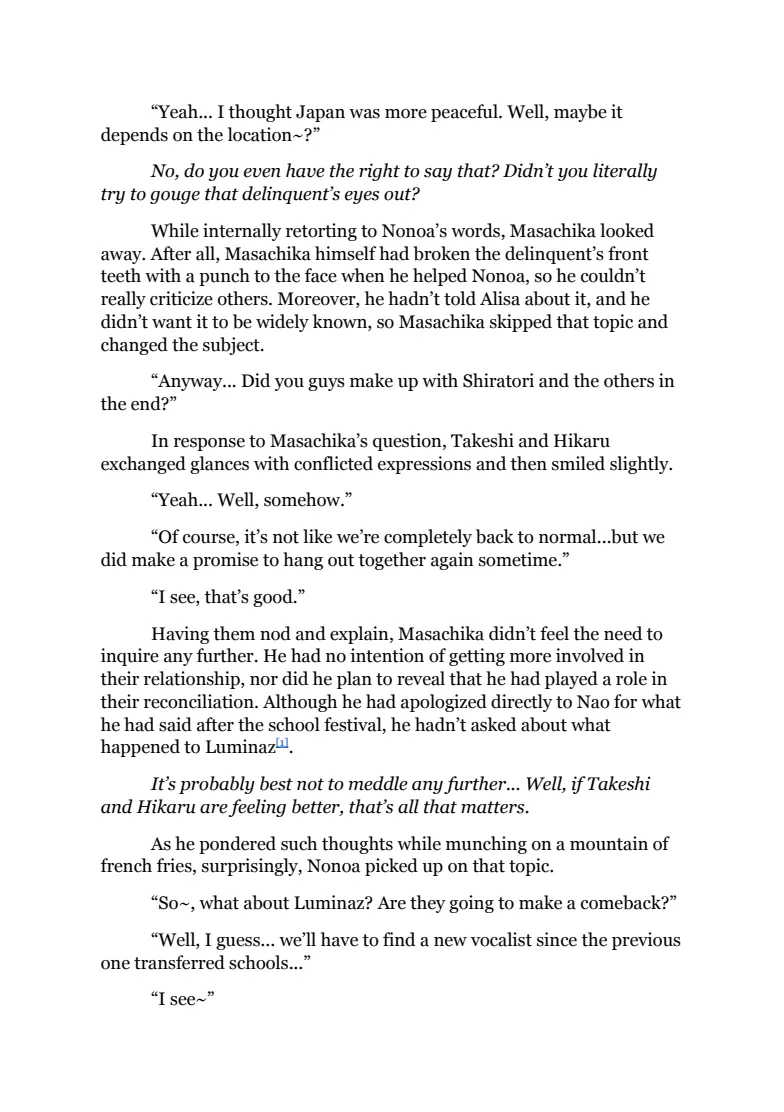 “Yeah... I thought Japan was more peaceful. Well, maybe it
depends on the location~?”
No, do you even have the right to say that? Didn’t you literally
try to gouge that delinquent’s eyes out?
While internally retorting to Nonoa’s words, Masachika looked
away. After all, Masachika himself had broken the delinquent’s front
teeth with a punch to the face when he helped Nonoa, so he couldn’t
really criticize others. Moreover, he hadn’t told Alisa about it, and he
didn’t want it to be widely known, so Masachika skipped that topic and
changed the subject.
“Anyway... Did you guys make up with Shiratori and the others in
the end?”
In response to Masachika’s question, Takeshi and Hikaru
exchanged glances with conflicted expressions and then smiled slightly.
“Yeah... Well, somehow.”
“Of course, it’s not like we’re completely back to normal...but we
did make a promise to hang out together again sometime.”
“I see, that’s good.”
Having them nod and explain, Masachika didn’t feel the need to
inquire any further. He had no intention of getting more involved in
their relationship, nor did he plan to reveal that he had played a role in
their reconciliation. Although he had apologized directly to Nao for what
he had said after the school festival, he hadn’t asked about what
happened to Luminaz[1].
It’s probably best not to meddle any further... Well, if Takeshi
and Hikaru are feeling better, that’s all that matters.
As he pondered such thoughts while munching on a mountain of
french fries, surprisingly, Nonoa picked up on that topic.
“So~, what about Luminaz? Are they going to make a comeback?”
“Well, I guess... we’ll have to find a new vocalist since the previous
one transferred schools...”
“I see~”